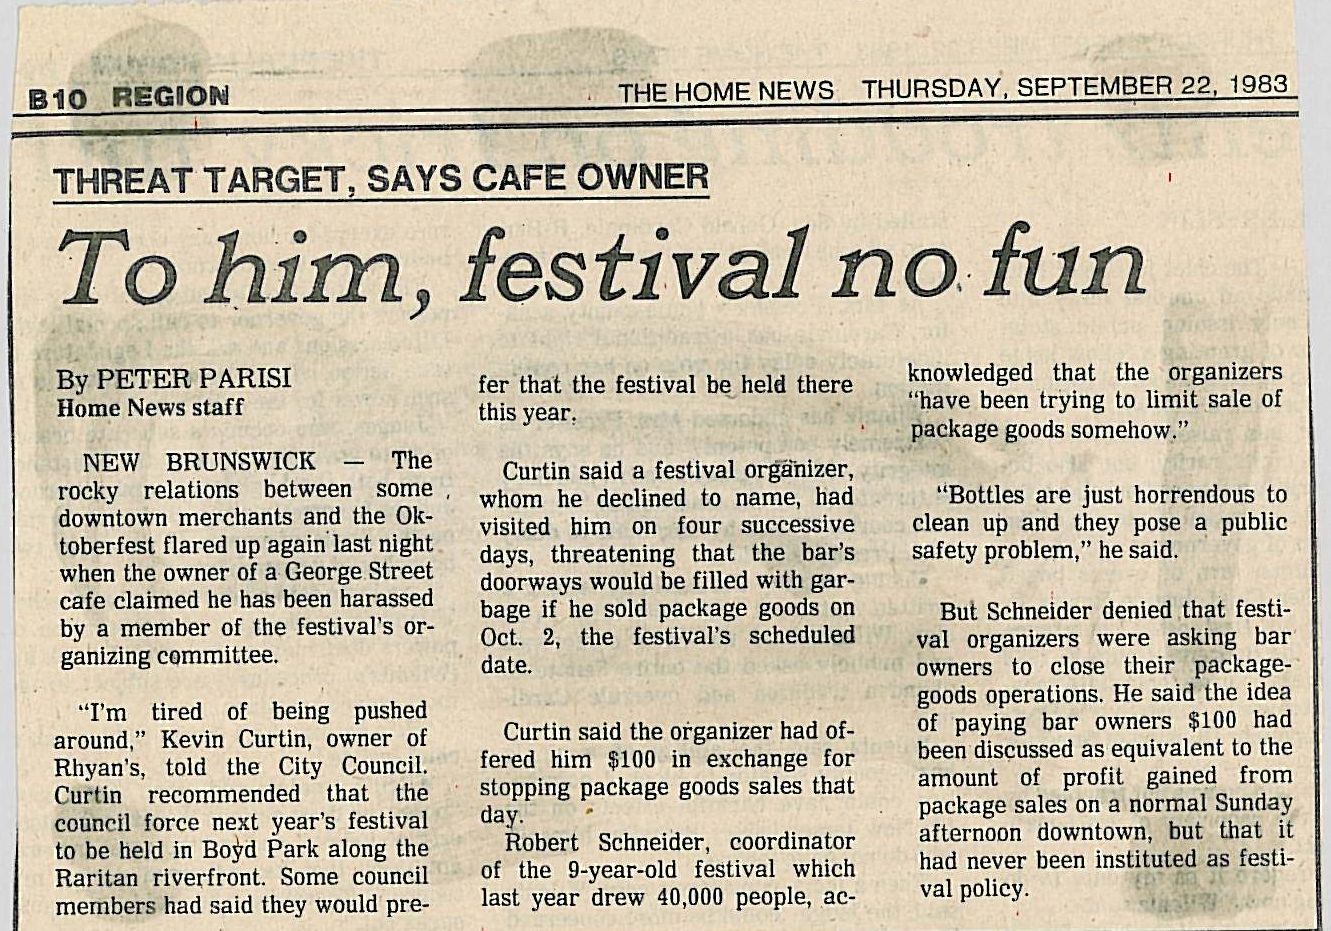 B10 REGION
THE HOME NEWS THURSDAY, SEPTEMBER 22, 1983
THREAT TARGET, SAYS CAFE OWNER
To him, festival no fun
By PETER PARISI
Home News staff
NEW BRUNSWICK — The
rocky relations between some
downtown merchants and the Ok-
toberfest flared up again last night
when the owner of a George Street
cafe claimed he has been harassed
by a member of the festival's or-
ganizing committee.
"I'm tired of being pushed
around," Kevin Curtin, owner of
Rhyan's, told the City Council.
Curtin recommended that the
council force next year's festival
to be held in Boyd Park along the
Raritan riverfront. Some council
members had said they would pre-
fer that the festival be held there
this year.
Curtin said a festival organizer,
whom he declined to name, had
visited him on four successive
days, threatening that the bar's
doorways would be filled with gar-
bage if he sold package goods on
Oct. 2, the festival's scheduled
date.
Curtin said the organizer had of-
fered him $100 in exchange for
stopping package goods sales that
day.
Robert Schneider, coordinator
of the 9-year-old festival which
last year drew 40,000 people, ac-
knowledged that the organizers
"have been trying to limit sale of
package goods somehow."
"Bottles are just horrendous to
clean up and they pose a public
safety problem," he said.
But Schneider denied that festi-
val organizers were asking bar
owners to close their package-
goods operations. He said the idea
of paying bar owners $100 had
been discussed as equivalent to the
amount of profit gained from
package sales on a normal Sunday
afternoon downtown, but that it
had never been instituted as festi-
val policy.